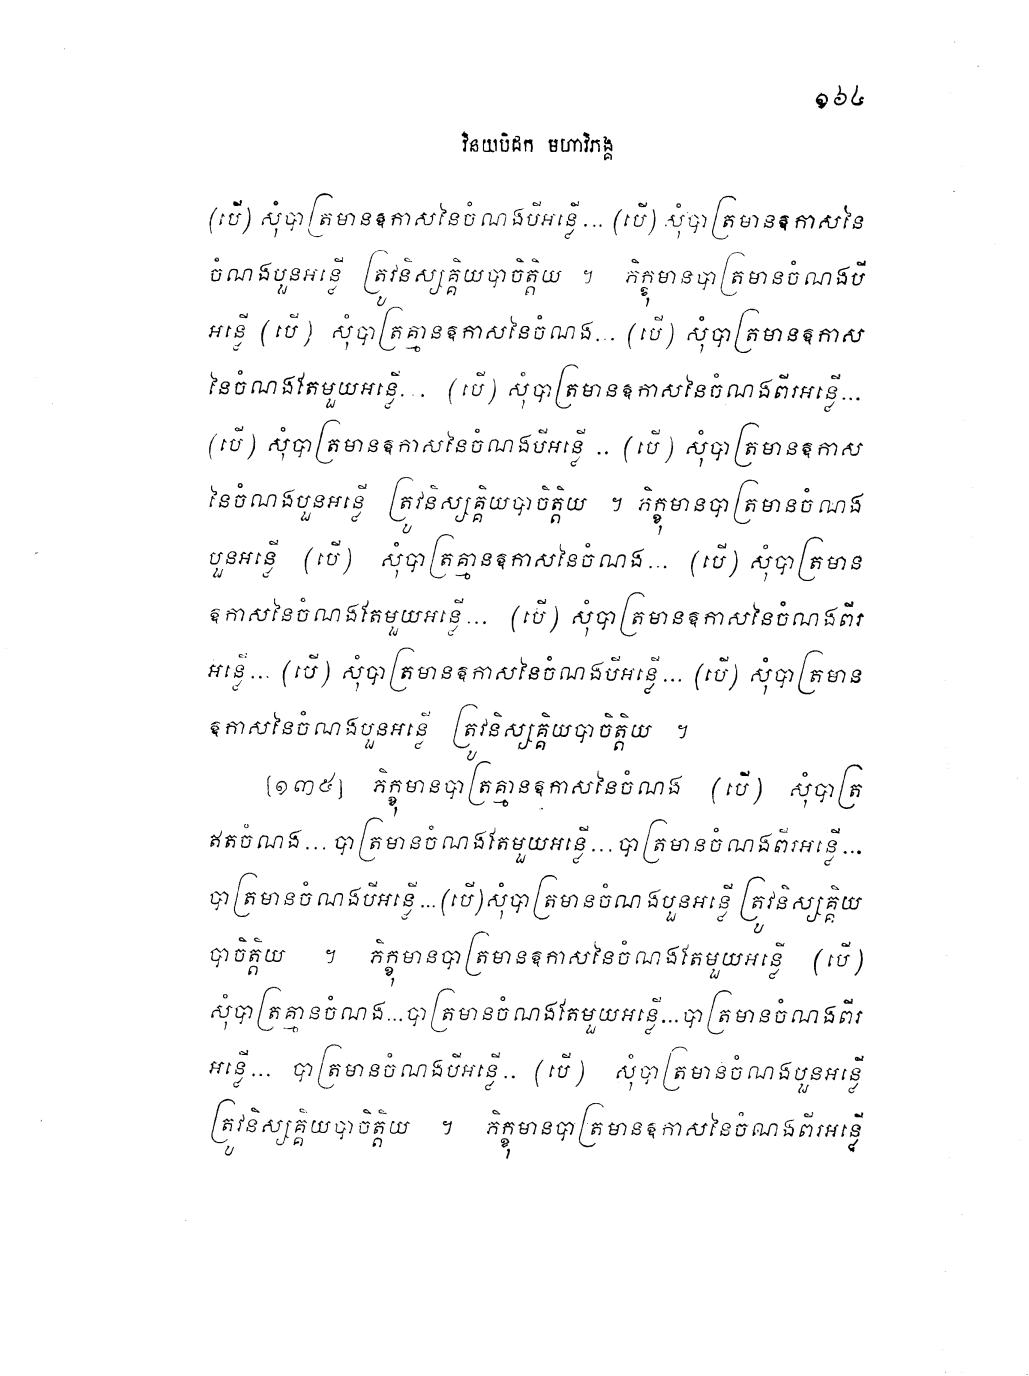 ១៦៤
វិនយបិដក មហាវិភង្គ
(បើ) សុំបាត្រមានឱកាសនៃចំណងបីអន្ទើ... (បើ) សុំបាត្រមានឱកាសនៃ
ចំណងបួនអន្ទើ ត្រូវនិស្សគ្គិយបាចិត្តិយ ។ ភិក្ខុមានបាត្រមានចំណងបី
អន្ទើ (បើ) សុំបាត្រគ្មានឱកាសនៃចំណង... (បើ) សុំបាត្រមានឱកាស
នៃចំណងតែមួយអន្ទើ... (បើ) សុំបាត្រមានឱកាសនៃចំណងពីរអន្ទើ...
(បើ) សុំបាត្រមានឱកាសនៃចំណងបីអន្ទើ .. (បើ) សុំបាត្រមានឱកាស
នៃចំណងបួនអន្ទើ ត្រូវនិស្សគ្គិយបាចិត្តិយ ។ ភិក្ខុមានបាត្រមានចំណង
បួនអន្ទើ (បើ) សុំបាត្រគ្មានឱកាសនៃចំណង... (បើ) សុំបាត្រមាន
ឱកាសនៃចំណងតែមួយអន្ទើ... (បើ) សុំបាត្រមានឱកាសនៃចំណងពីរ
អន្ទើ... (បើ) សុំបាត្រមានឱកាសនៃចំណងបីអន្ទើ... (បើ) សុំបាត្រមាន
ឱកាសនៃចំណងបួនអន្ទើ ត្រូវនិស្សគ្គិយបាចិត្តិយ ។
[១៣៥] ភិក្ខុមានបាត្រគ្មានឱកាសនៃចំណង (បើ) សុំបាត្រ
ឥតចំណង... បាត្រមានចំណងតែមួយអន្ទើ... បាត្រមានចំណងពីរអន្ទើ...
បាត្រមានចំណងបីអន្ទើ... (បើ) សុំបាត្រមានចំណងបួនអន្ទើ ត្រូវនិស្សគ្គិយ
បាចិត្តិយ ។ ភិក្ខុមានបាត្រមានឱកាសនៃចំណងតែមួយអន្ទើ (បើ)
សុំបាត្រគ្មានចំណង... បាត្រមានចំណងតែមួយអន្ទើ... បាត្រមានចំណងពីរ
អន្ទើ... បាត្រមានចំណងបីអន្ទើ.. (បើ) សុំបាត្រមានចំណងបួនអន្ទើ
ត្រូវនិស្សគ្គិយបាចិត្តិយ ។ ភិក្ខុមានបាត្រមានឱកាសនៃចំណងពីរអន្ទើ